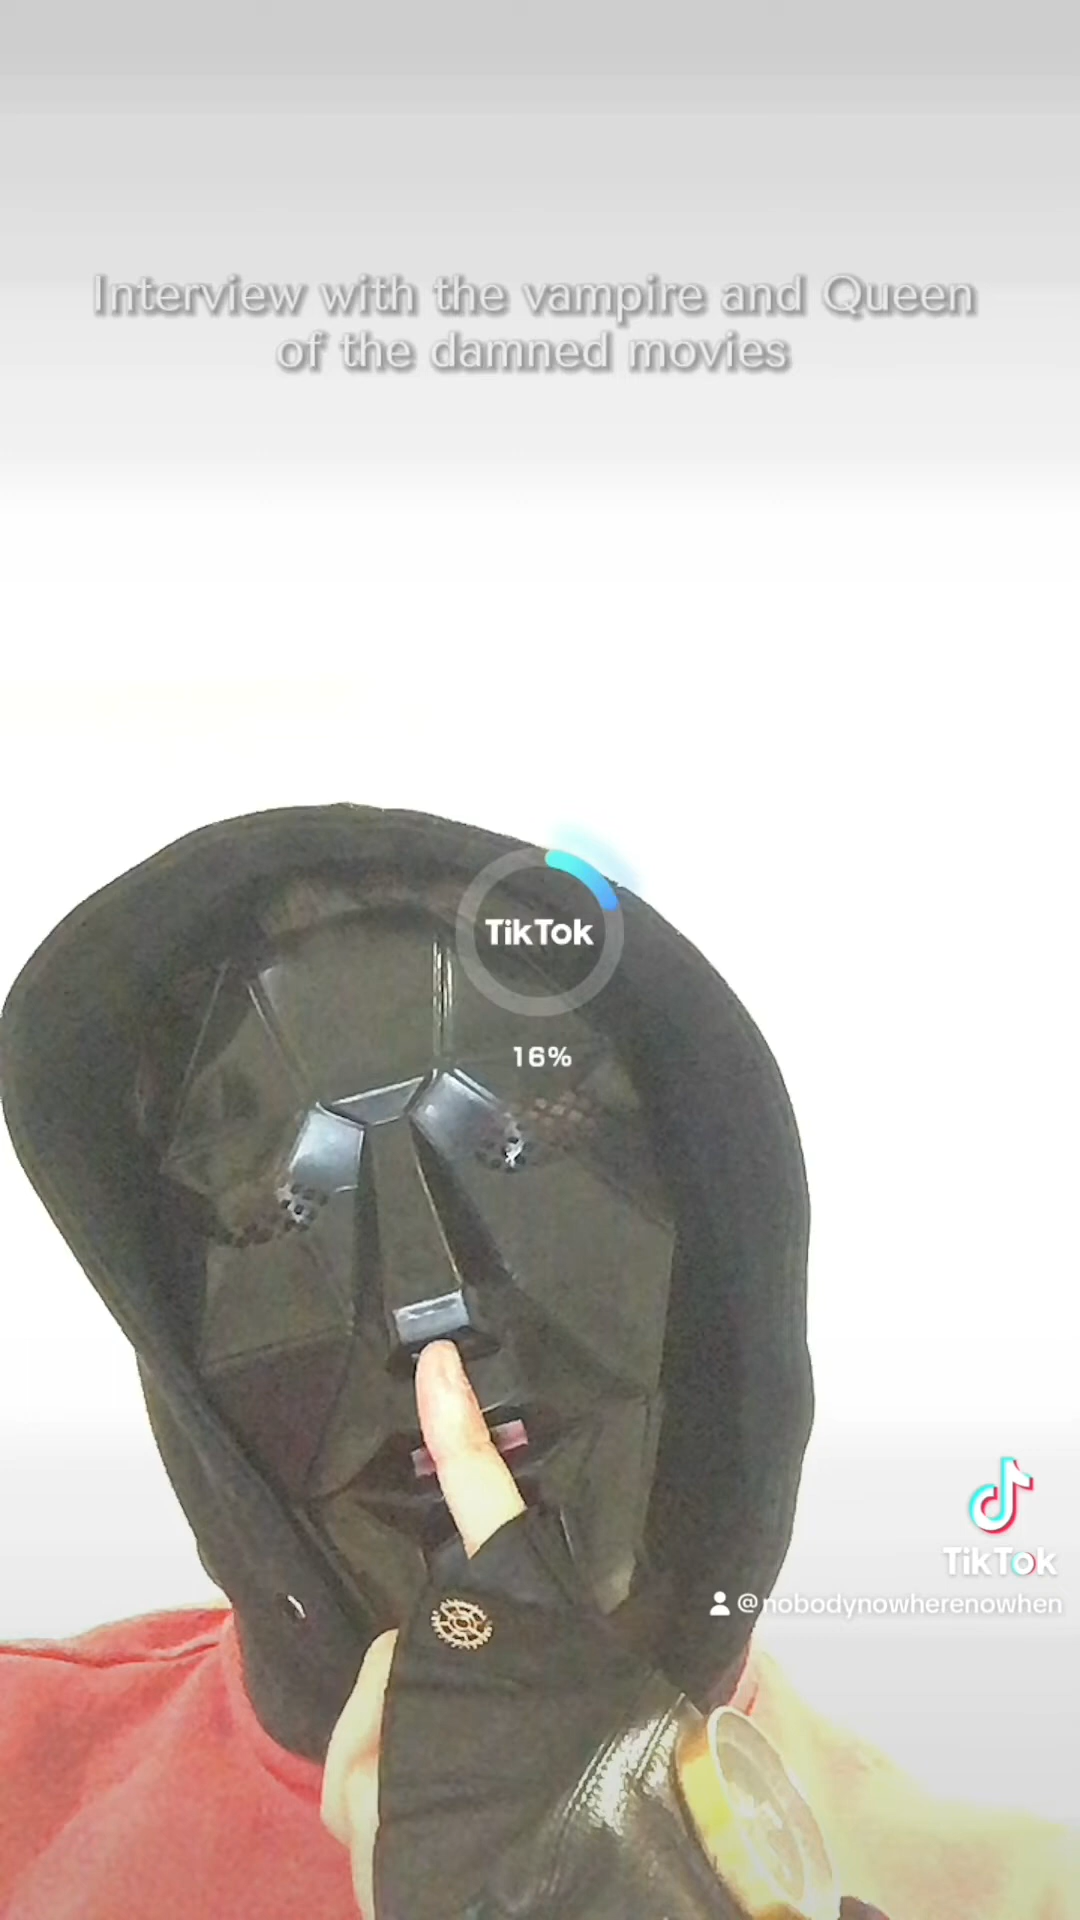 Interview with the vampire and Queen
of the damned movies
TikTok
16%
TikTok
@nobodynowherenowhen